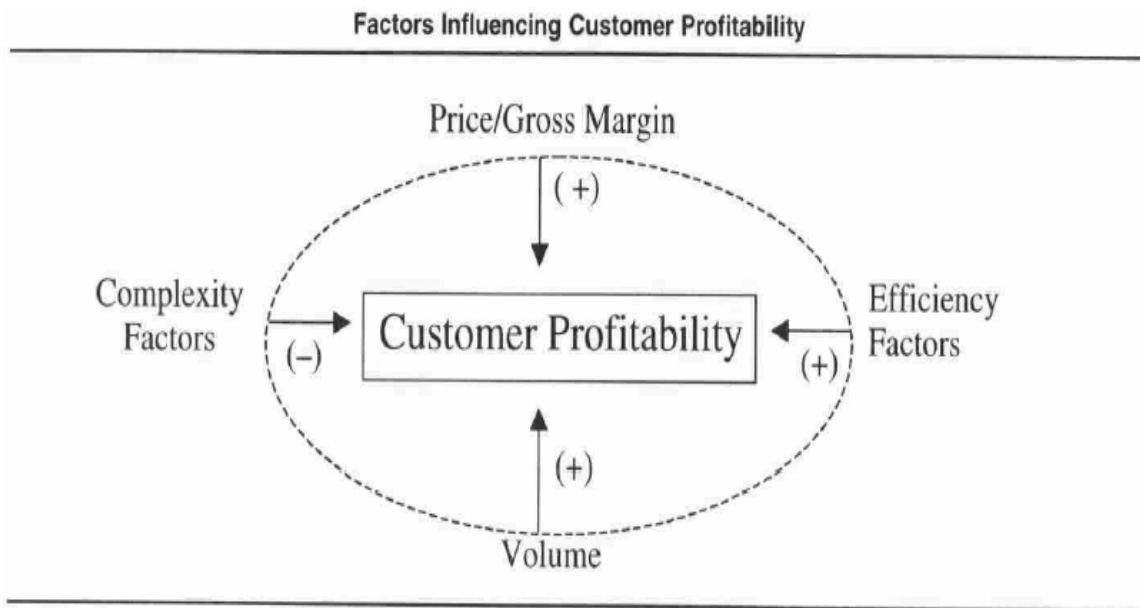 Factors Influencing Customer Profitability
Price/Gross Margin
(+)
Complexity
Factors
(–)
Customer Profitability
Efficiency
Factors
(+)
(+)
Volume